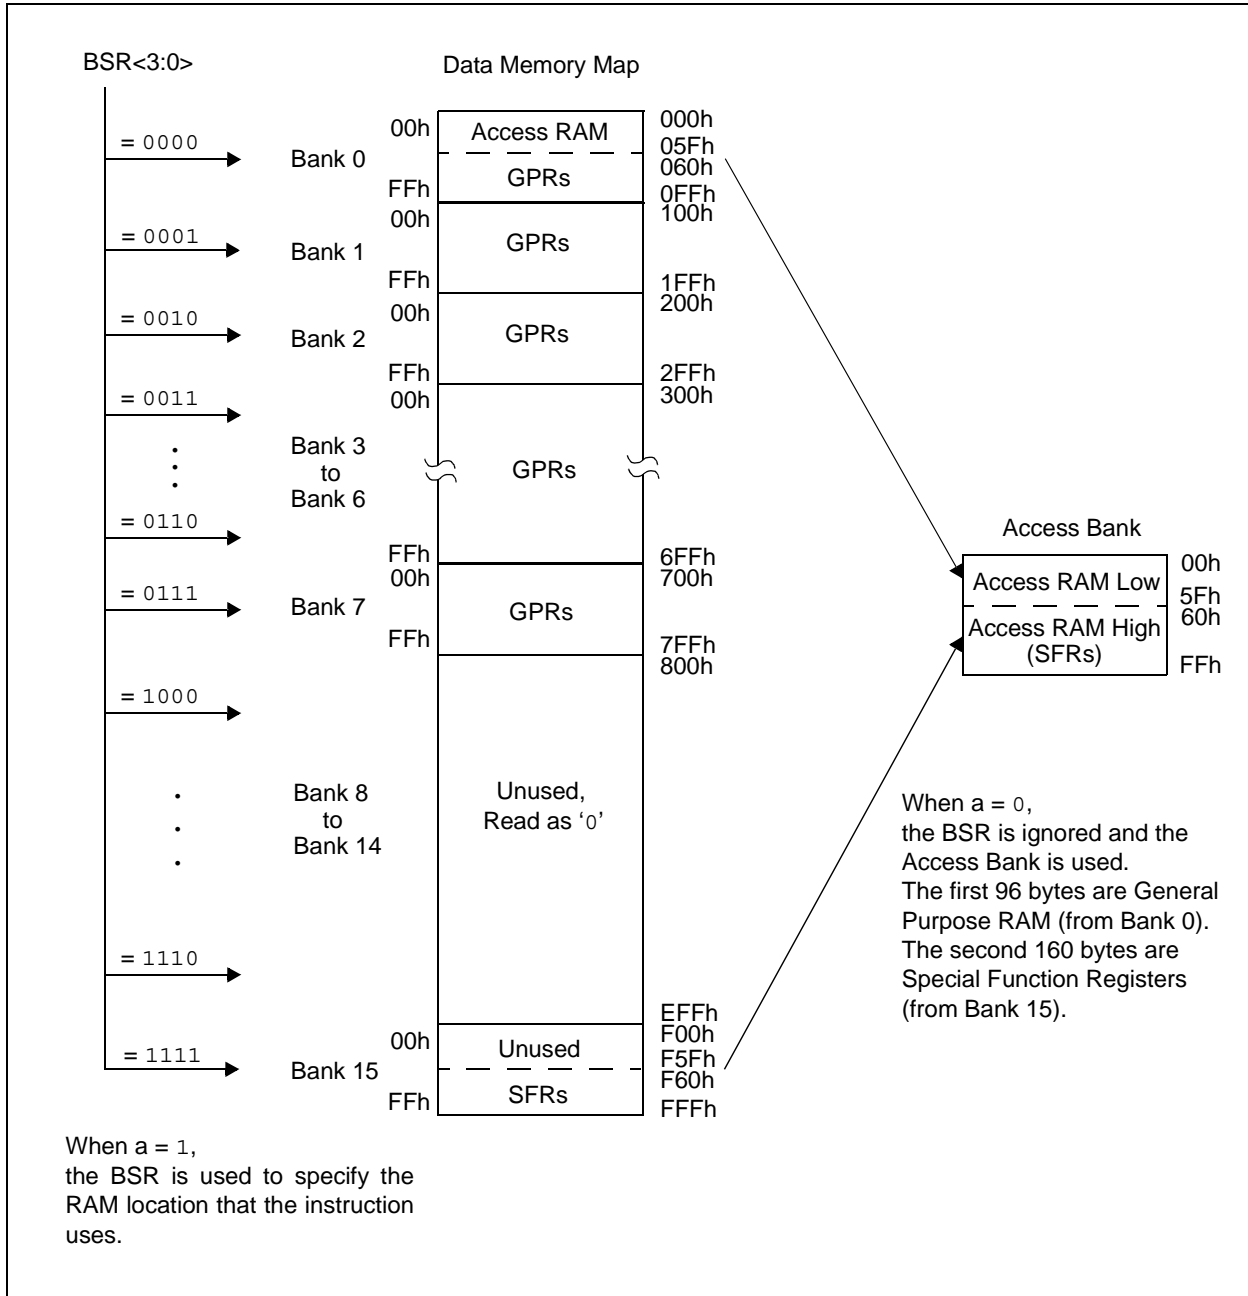 BSR<3:0>
Data Memory Map
= 0000
Bank 0
00h
Access RAM
000h
05Fh
060h
GPRs
FFh
0FFh
= 0001
Bank 1
00h
100h
GPRs
FFh
1FFh
= 0010
Bank 2
00h
200h
GPRs
FFh
2FFh
= 0011
00h
300h
Bank 3
to
Bank 6
GPRs
= 0110
FFh
6FFh
= 0111
Bank 7
00h
700h
GPRs
FFh
7FFh
800h
= 1000
Bank 8
to
Bank 14
Unused,
Read as ‘0’
= 1110
EFFh
= 1111
Bank 15
00h
F00h
Unused
F5Fh
F60h
SFRs
FFh
FFFh
Access Bank
Access RAM Low
00h
5Fh
60h
Access RAM High
(SFRs)
FFh
When a = 0,
the BSR is ignored and the
Access Bank is used.
The first 96 bytes are General
Purpose RAM (from Bank 0).
The second 160 bytes are
Special Function Registers
(from Bank 15).
When a = 1,
the BSR is used to specify the
RAM location that the instruction
uses.